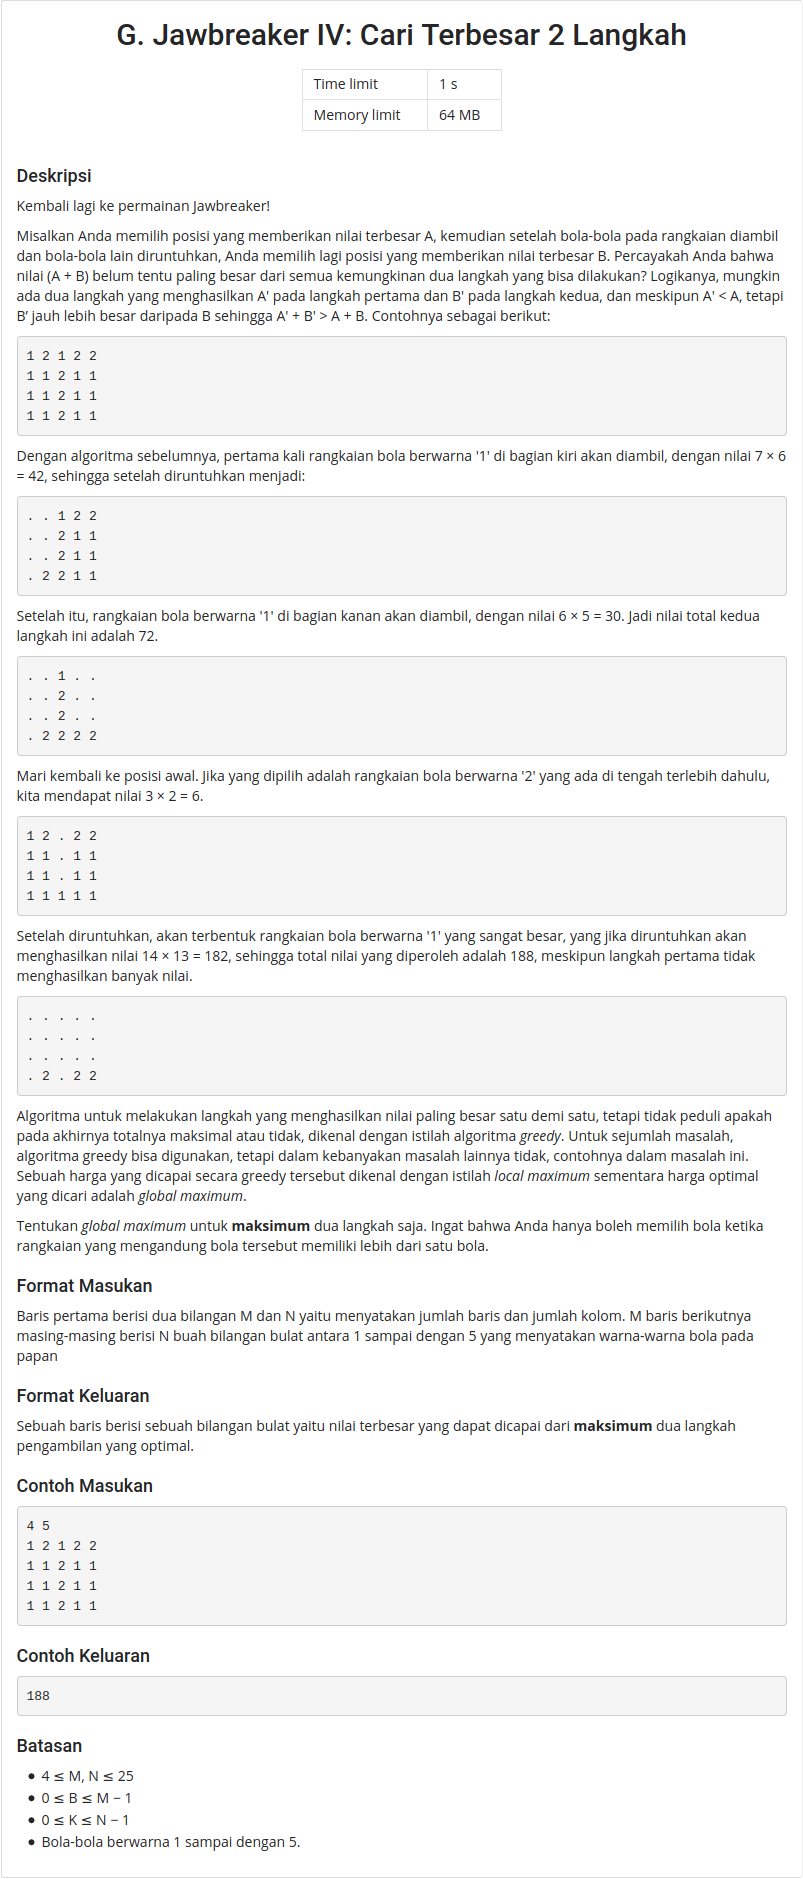 G. Jawbreaker IV: Cari Terbesar 2 Langkah
Time limit 1 s
Memory limit 64 MB
Deskripsi
Kembali lagi ke permainan Jawbreaker!
Misalkan Anda memilih posisi yang memberikan nilai terbesar A, kemudian setelah bola-bola pada rangkaian diambil
dan bola-bola lain diruntuhkan, Anda memilih lagi posisi yang memberikan nilai terbesar B. Percayakah Anda bahwa
nilai (A + B) belum tentu paling besar dari semua kemungkinan dua langkah yang bisa dilakukan? Logikanya, mungkin
ada dua langkah yang menghasilkan A' pada langkah pertama dan B' pada langkah kedua, dan meskipun A' < A, tetapi
B’ jauh lebih besar daripada B sehingga A' + B' > A + B. Contohnya sebagai berikut:
1 2 1 2 2
1 1 2 1 1
1 1 2 1 1
1 1 2 1 1
Dengan algoritma sebelumnya, pertama kali rangkaian bola berwarna '1' di bagian kiri akan diambil, dengan nilai 7 × 6
= 42, sehingga setelah diruntuhkan menjadi:
. . 1 2 2
. . 2 1 1
. . 2 1 1
. 2 2 1 1
Setelah itu, rangkaian bola berwarna '1' di bagian kanan akan diambil, dengan nilai 6 × 5 = 30. Jadi nilai total kedua
langkah ini adalah 72.
. . 1 . .
. . 2 . .
. . 2 . .
. 2 2 2 2
Mari kembali ke posisi awal. Jika yang dipilih adalah rangkaian bola berwarna '2' yang ada di tengah terlebih dahulu,
kita mendapat nilai 3 × 2 = 6.
1 2 . 2 2
1 1 . 1 1
1 1 . 1 1
1 1 1 1 1
Setelah diruntuhkan, akan terbentuk rangkaian bola berwarna '1' yang sangat besar, yang jika diruntuhkan akan
menghasilkan nilai 14 × 13 = 182, sehingga total nilai yang diperoleh adalah 188, meskipun langkah pertama tidak
menghasilkan banyak nilai.
. . . . .
. . . . .
. . . . .
. 2 . 2 2
Algoritma untuk melakukan langkah yang menghasilkan nilai paling besar satu demi satu, tetapi tidak peduli apakah
pada akhirnya totalnya maksimal atau tidak, dikenal dengan istilah algoritma greedy. Untuk sejumlah masalah,
algoritma greedy bisa digunakan, tetapi dalam kebanyakan masalah lainnya tidak, contohnya dalam masalah ini.
Sebuah harga yang dicapai secara greedy tersebut dikenal dengan istilah local maximum sementara harga optimal
yang dicari adalah global maximum.
Tentukan global maximum untuk maksimum dua langkah saja. Ingat bahwa Anda hanya boleh memilih bola ketika
rangkaian yang mengandung bola tersebut memiliki lebih dari satu bola.
Format Masukan
Baris pertama berisi dua bilangan M dan N yaitu menyatakan jumlah baris dan jumlah kolom. M baris berikutnya
masing-masing berisi N buah bilangan bulat antara 1 sampai dengan 5 yang menyatakan warna-warna bola pada
papan
Format Keluaran
Sebuah baris berisi sebuah bilangan bulat yaitu nilai terbesar yang dapat dicapai dari maksimum dua langkah
pengambilan yang optimal.
Contoh Masukan
4 5
1 2 1 2 2
1 1 2 1 1
1 1 2 1 1
1 1 2 1 1
Contoh Keluaran
188
Batasan
• 4 ≤ M, N ≤ 25
• 0 ≤ B ≤ M − 1
• 0 ≤ K ≤ N − 1
• Bola-bola berwarna 1 sampai dengan 5.